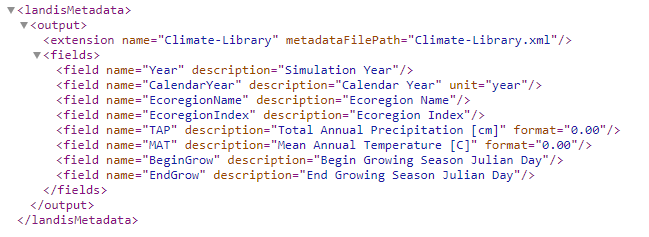 ▼<landisMetadata>
▼<output>
<extension name="Climate-Library" metadataFilePath="Climate-Library.xml"/>
▼<fields>
<field name="Year" description="Simulation Year"/>
<field name="CalendarYear" description="Calendar Year" unit="year"/>
<field name="EcoregionName" description="Ecoregion Name"/>
<field name="EcoregionIndex" description="Ecoregion Index"/>
<field name="TAP" description="Total Annual Precipitation [cm]" format="0.00"/>
<field name="MAT" description="Mean Annual Temperature [C]" format="0.00"/>
<field name="BeginGrow" description="Begin Growing Season Julian Day"/>
<field name="EndGrow" description="End Growing Season Julian Day"/>
</fields>
</output>
</landisMetadata>